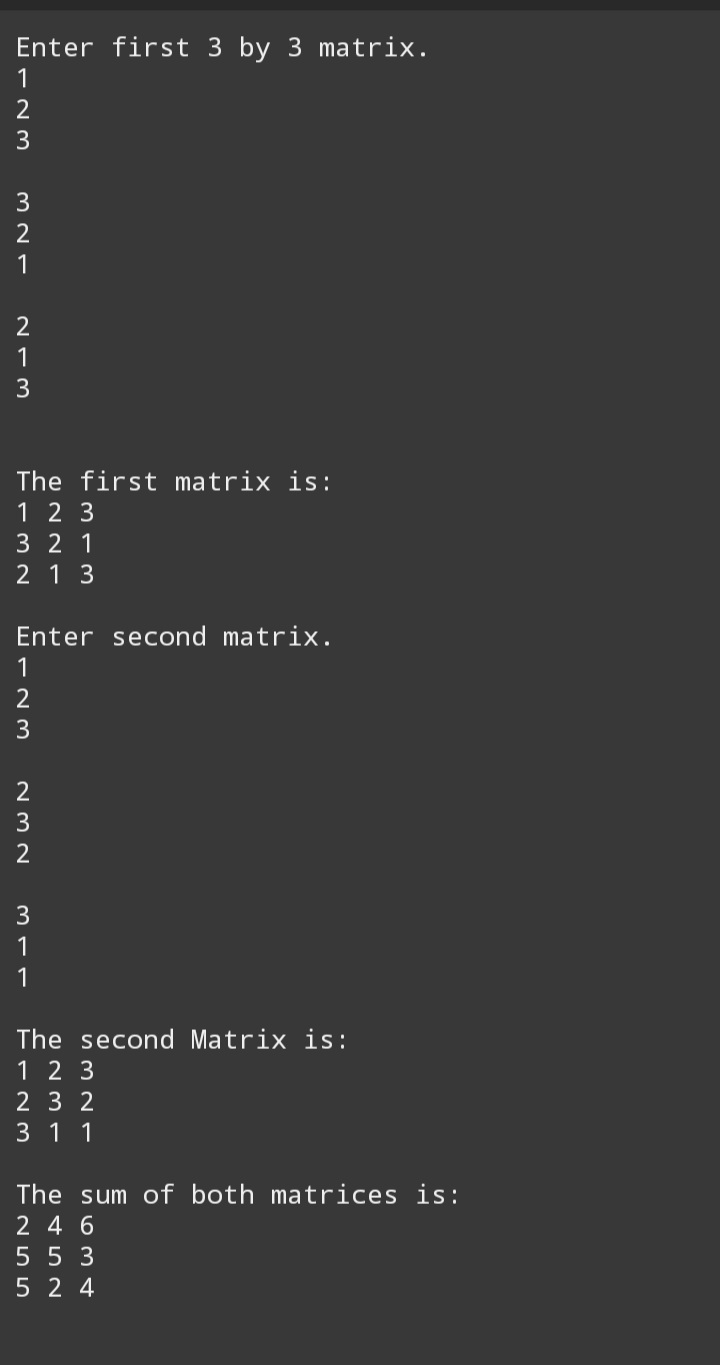 Enter first 3 by 3 matrix.
1
2
3
3
2
1
2
1
3
The first matrix is:
1 2 3
3 2 1
2 1 3
Enter second matrix.
1
2
3
2
3
2
3
1
1
The second Matrix is:
1 2 3
2 3 2
3 1 1
The sum of both matrices is:
2 4 6
5 5 3
5 2 4